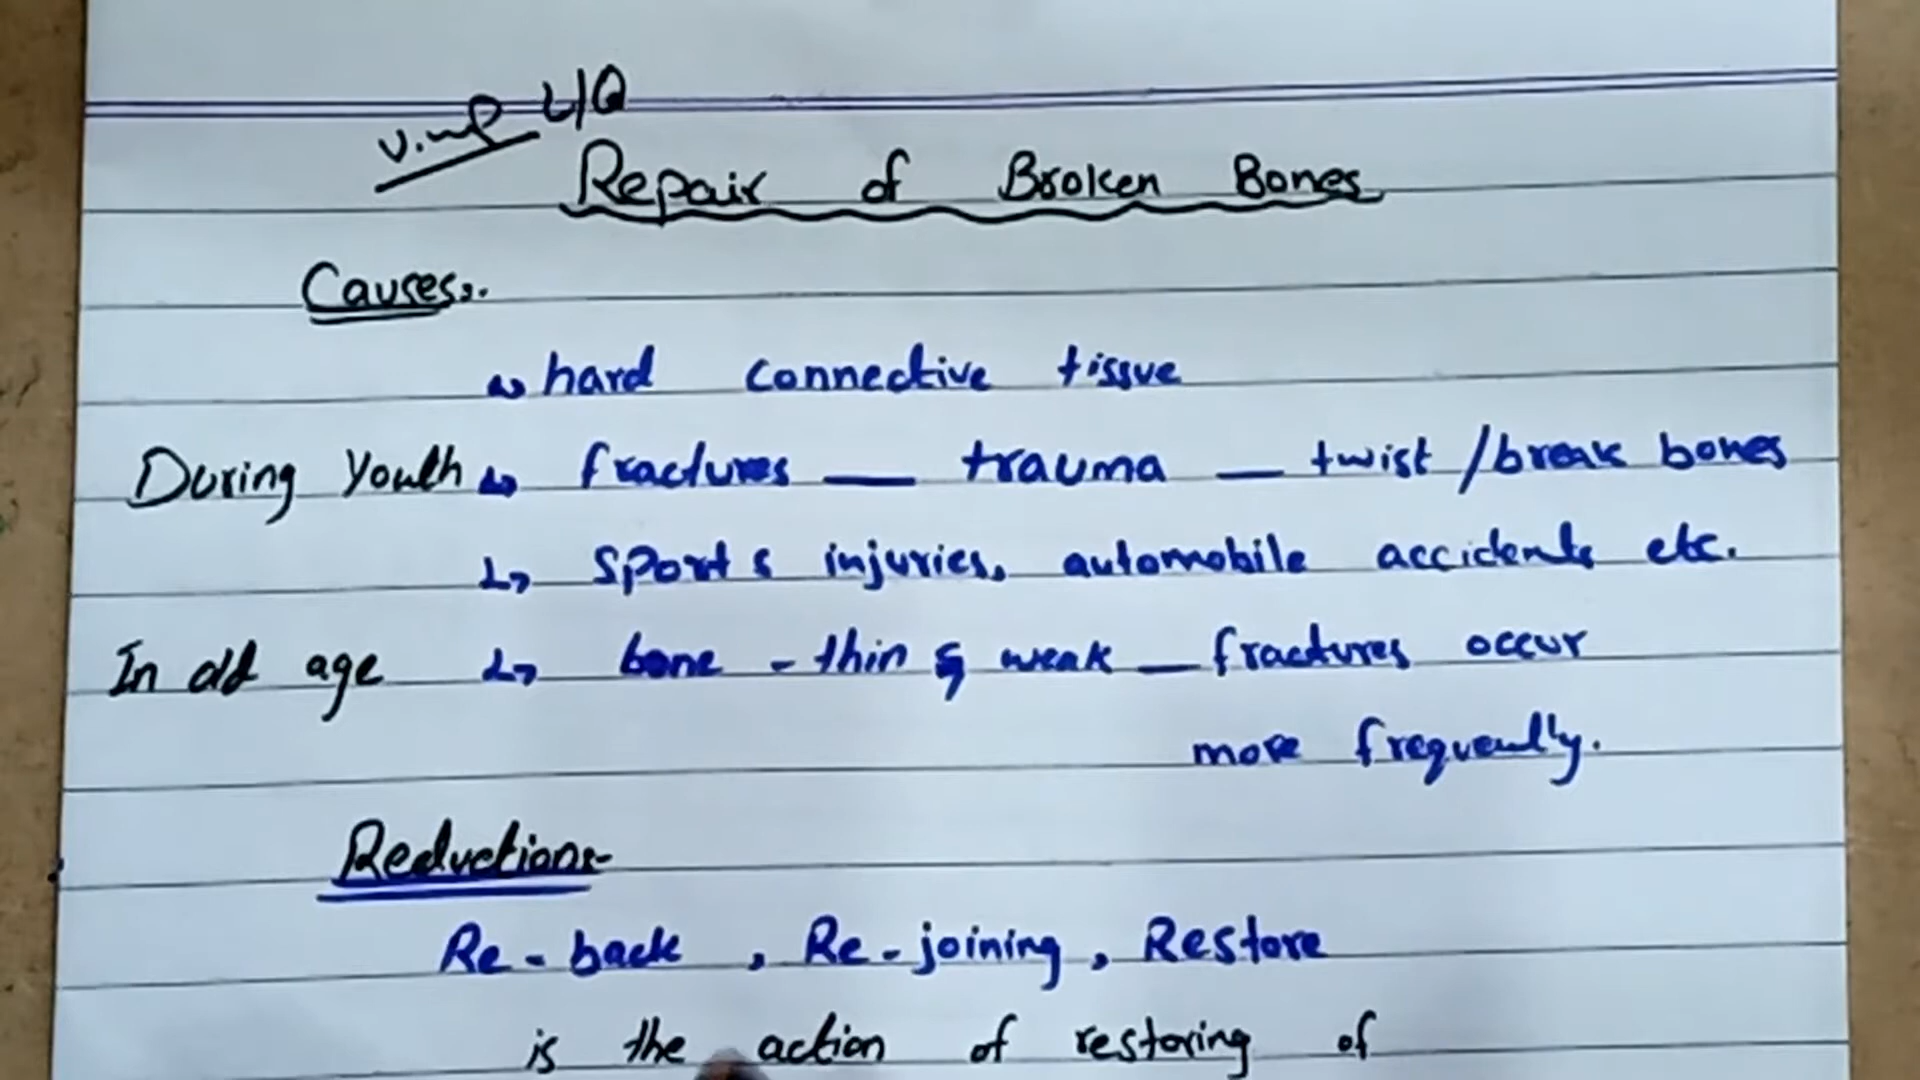 V.imp L/Q
Repair of Broken Bones
Causes:-
hard connective tissue
During Youth fractures — trauma — twist /break bones
sports injuries, automobile accidents etc.
In old age bone - thin & weak — fractures occur
more frequently.
Reduction:-
Re-back, Re-joining, Restore
is the action of restoring of